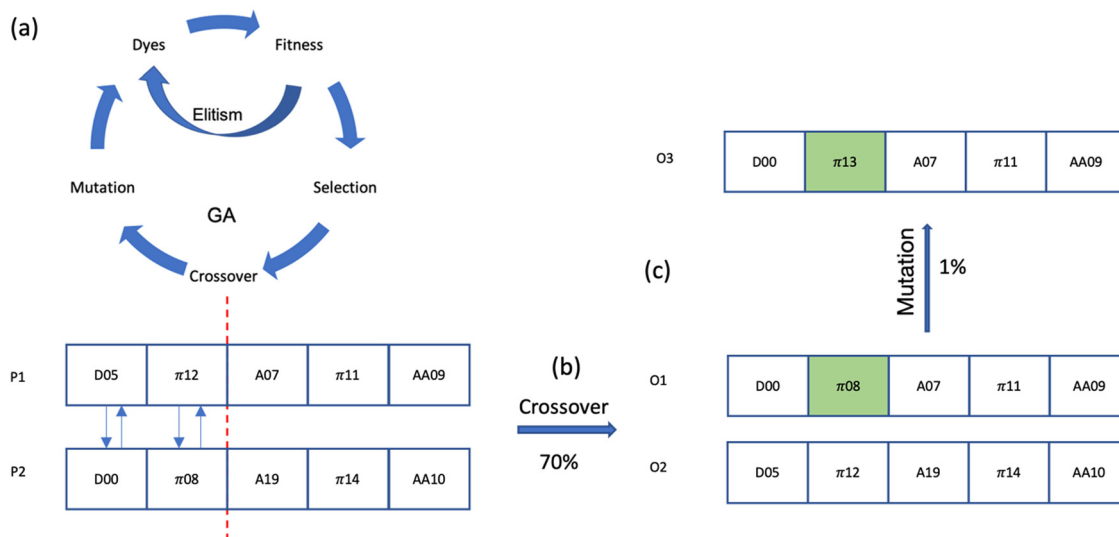 (a)
Dyes Fitness
Elitism
Mutation Selection
GA
Crossover
P1 D05 π12 A07 π11 AA09
P2 D00 π08 A19 π14 AA10
(b)
Crossover
70%
O3 D00 π13 A07 π11 AA09
(c)
Mutation 1%
O1 D00 π08 A07 π11 AA09
O2 D05 π12 A19 π14 AA10